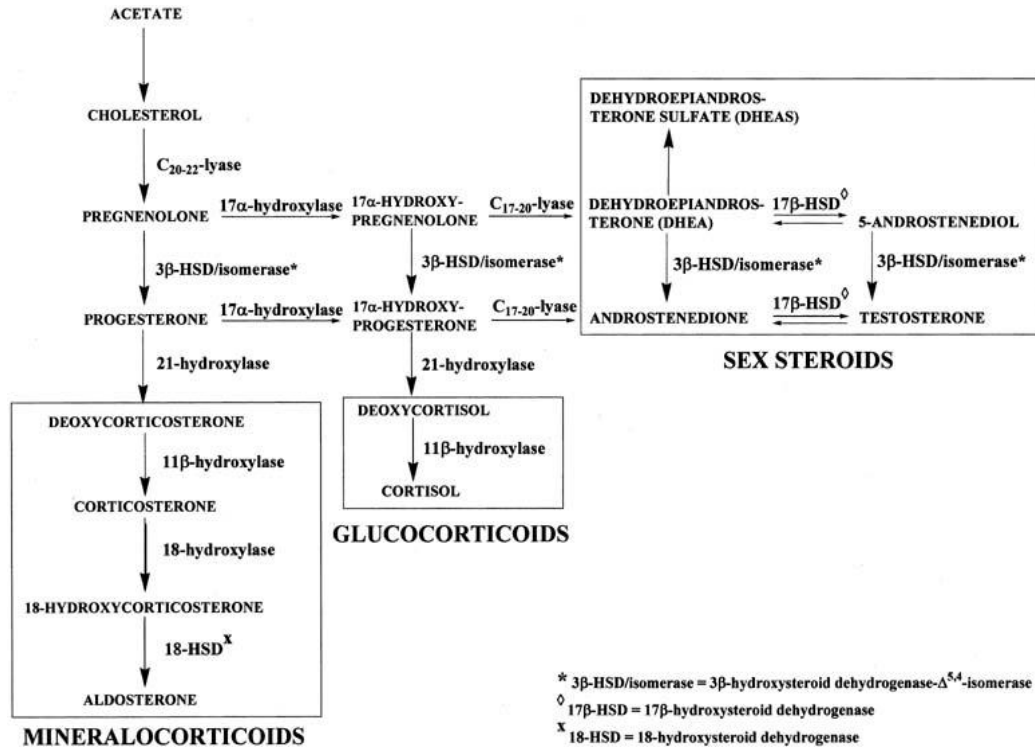 ACETATE
CHOLESTEROL
C20-22-lyase
PREGNENOLONE
17α-hydroxylase
17α-HYDROXY-
PREGNENOLONE
C17-20-lyase
DEHYDROEPIANDROS-
TERONE SULFATE (DHEAS)
DEHYDROEPIANDROS-
TERONE (DHEA)
17β-HSD◊
5-ANDROSTENEDIOL
3β-HSD/isomerase*
3β-HSD/isomerase*
3β-HSD/isomerase*
3β-HSD/isomerase*
PROGESTERONE
17α-hydroxylase
17α-HYDROXY-
PROGESTERONE
C17-20-lyase
ANDROSTENEDIONE
17β-HSD◊
TESTOSTERONE
SEX STEROIDS
21-hydroxylase
21-hydroxylase
DEOXYCORTICOSTERONE
11β-hydroxylase
CORTICOSTERONE
18-hydroxylase
18-HYDROXYCORTICOSTERONE
18-HSDx
ALDOSTERONE
MINERALOCORTICOIDS
DEOXYCORTISOL
11β-hydroxylase
CORTISOL
GLUCOCORTICOIDS
* 3β-HSD/isomerase = 3β-hydroxysteroid dehydrogenase-Δ5,4-isomerase
◊ 17β-HSD = 17β-hydroxysteroid dehydrogenase
x 18-HSD = 18-hydroxysteroid dehydrogenase